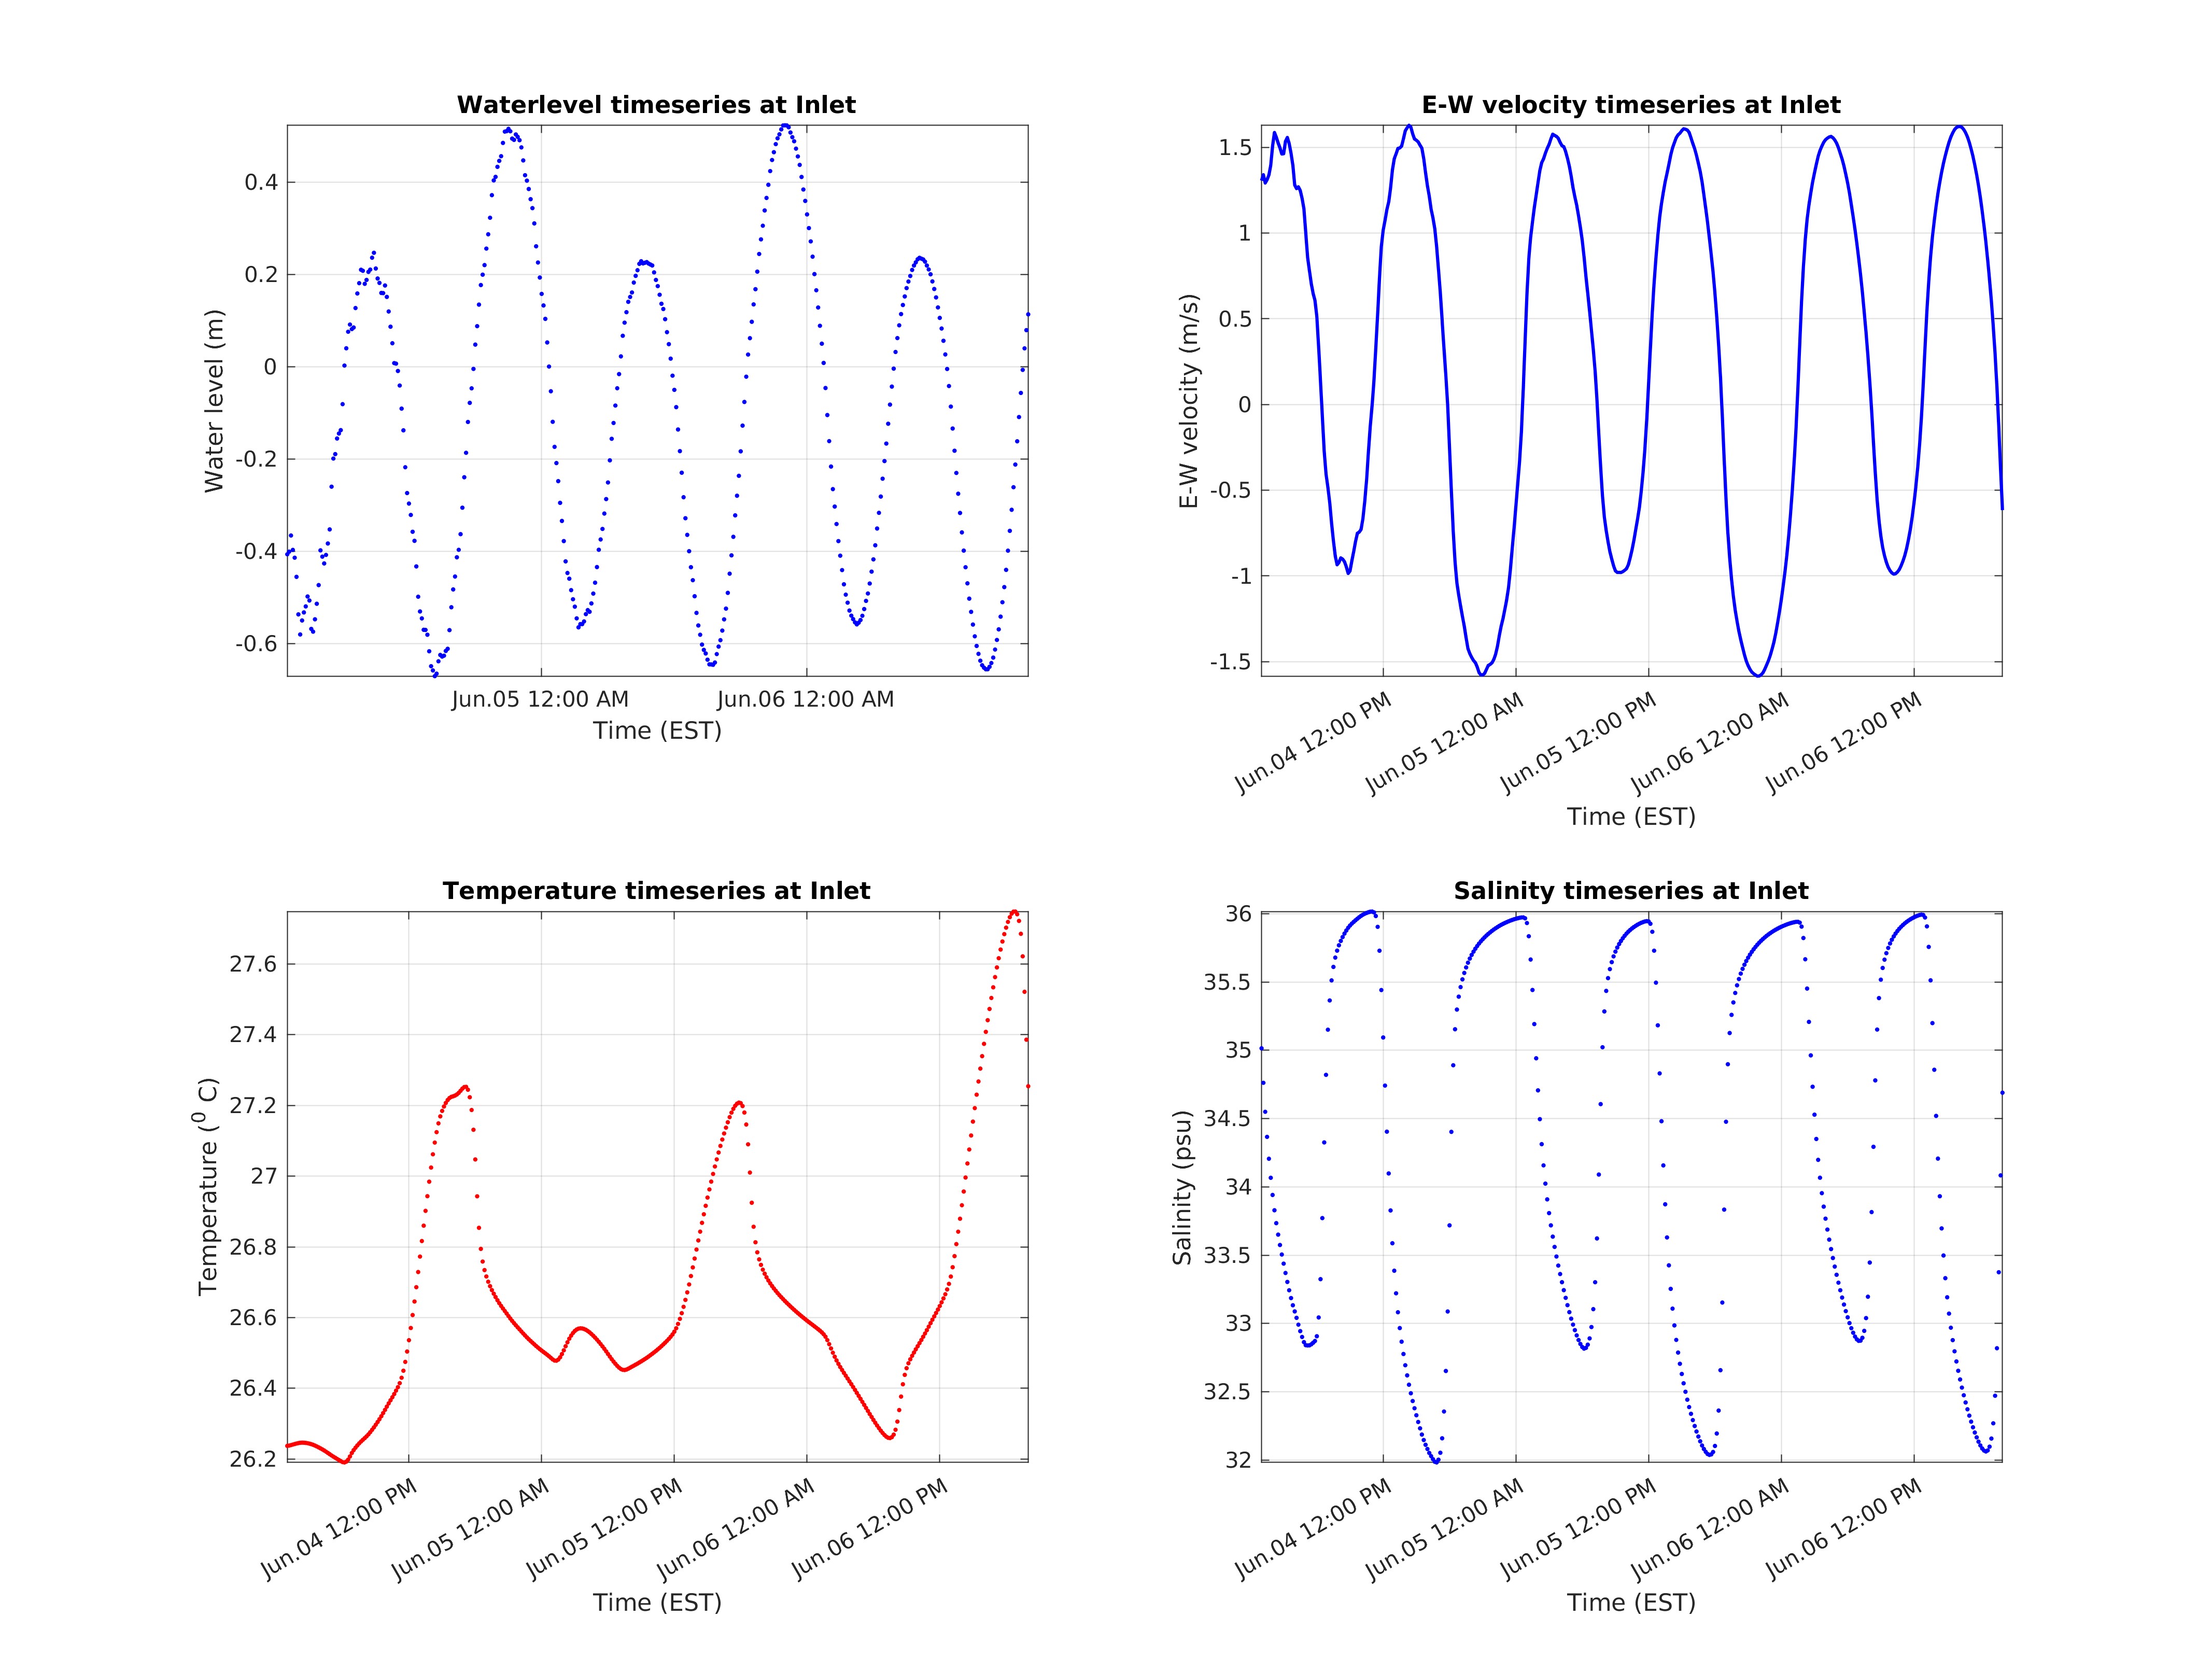 Waterlevel timeseries at Inlet
0.4
0.2
0
-0.2
-0.4
-0.6
Water level (m)
Jun.05 12:00 AM
Jun.06 12:00 AM
Time (EST)
E-W velocity timeseries at Inlet
1.5
1
0.5
0
-0.5
-1
-1.5
E-W velocity (m/s)
Jun.04 12:00 PM
Jun.05 12:00 AM
Jun.05 12:00 PM
Jun.06 12:00 AM
Jun.06 12:00 PM
Time (EST)
Temperature timeseries at Inlet
27.6
27.4
27.2
27
26.8
26.6
26.4
26.2
Temperature (⁰ C)
Jun.04 12:00 PM
Jun.05 12:00 AM
Jun.05 12:00 PM
Jun.06 12:00 AM
Jun.06 12:00 PM
Time (EST)
Salinity timeseries at Inlet
36
35.5
35
34.5
34
33.5
33
32.5
32
Salinity (psu)
Jun.04 12:00 PM
Jun.05 12:00 AM
Jun.05 12:00 PM
Jun.06 12:00 AM
Jun.06 12:00 PM
Time (EST)